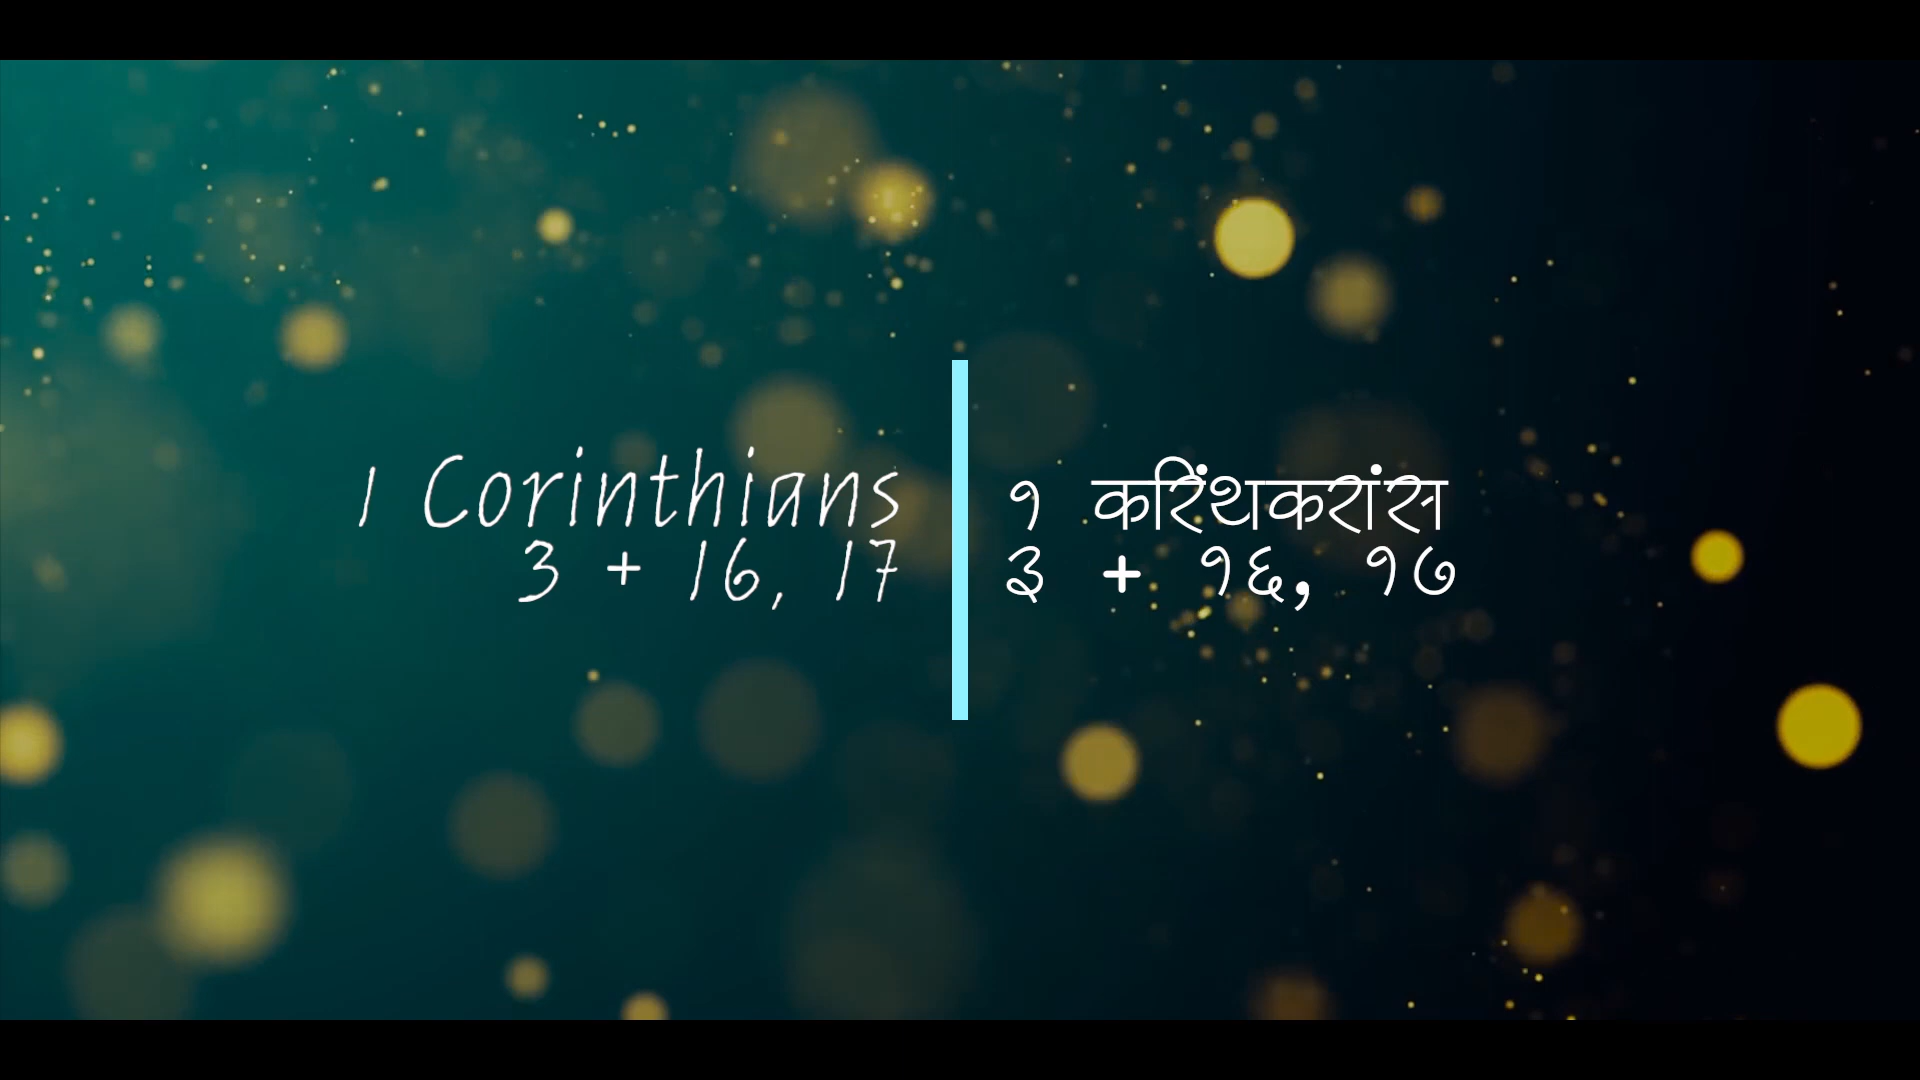 1 Corinthians
3 + 16, 17
१ करिंथकरांस
३ + १६, १७